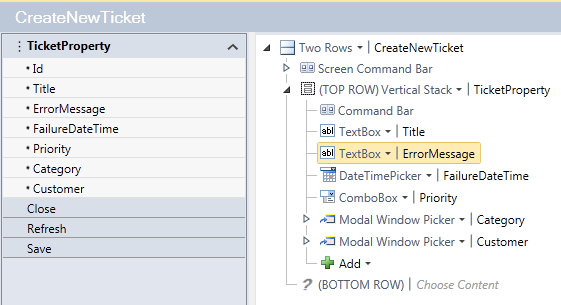 CreateNewTicket
TicketProperty
• Id
• Title
• ErrorMessage
• FailureDateTime
• Priority
• Category
• Customer
Close
Refresh
Save
Two Rows | CreateNewTicket
Screen Command Bar
(TOP ROW) Vertical Stack | TicketProperty
Command Bar
abl TextBox | Title
abl TextBox | ErrorMessage
DateTimePicker | FailureDateTime
ComboBox | Priority
Modal Window Picker | Category
Modal Window Picker | Customer
Add
? (BOTTOM ROW) | Choose Content